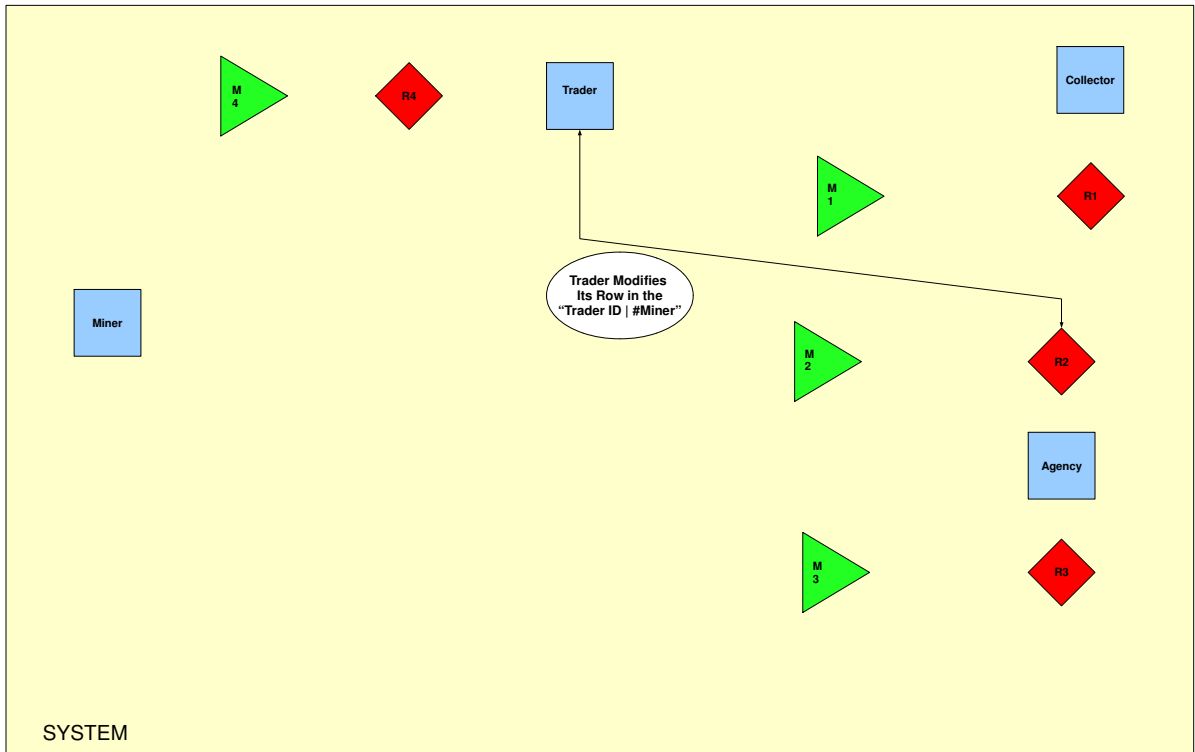 M
4
R4
Trader
Collector
M
1
R1
Trader Modifies
Its Row in the
“Trader ID | #Miner”
Miner
M
2
R2
Agency
M
3
R3
SYSTEM